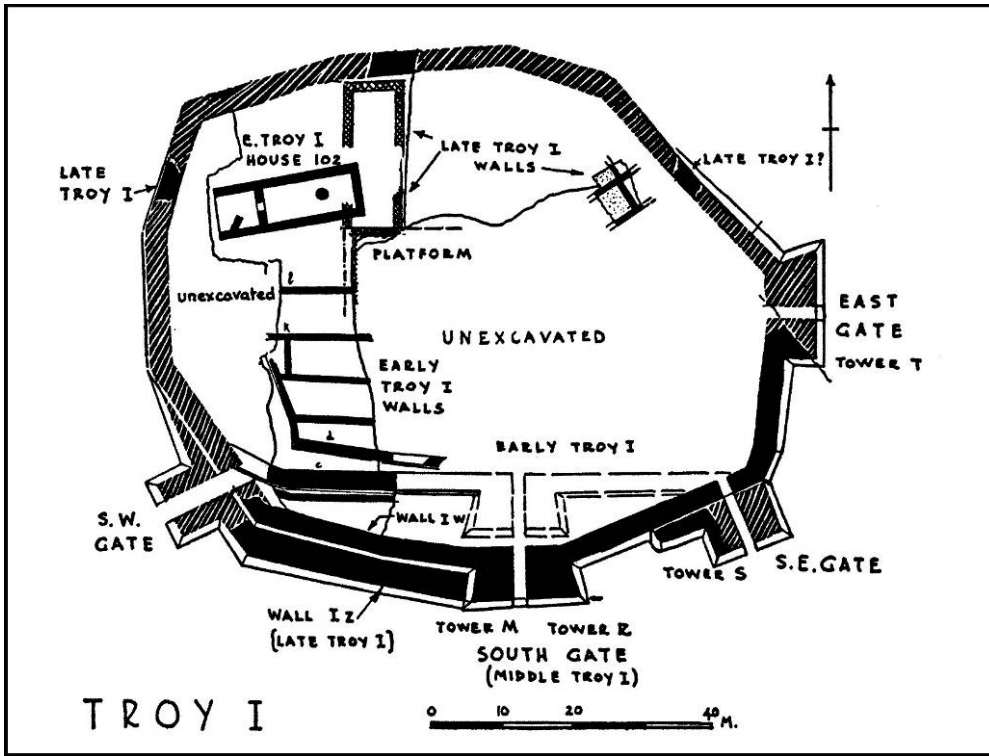 E. TROY I
HOUSE 102
LATE TROY I
WALLS
LATE TROY I?
LATE
TROY I
PLATFORM
l
unexcavated
EAST
GATE
k
UNEXCAVATED
EARLY
TROY I
WALLS
TOWER T
d
EARLY TROY I
c
S.W.
GATE
WALL I W
TOWER S
S.E. GATE
WALL I Z
(LATE TROY I)
TOWER M
TOWER R
SOUTH GATE
(MIDDLE TROY I)
TROY I
0 10 20 40 M.